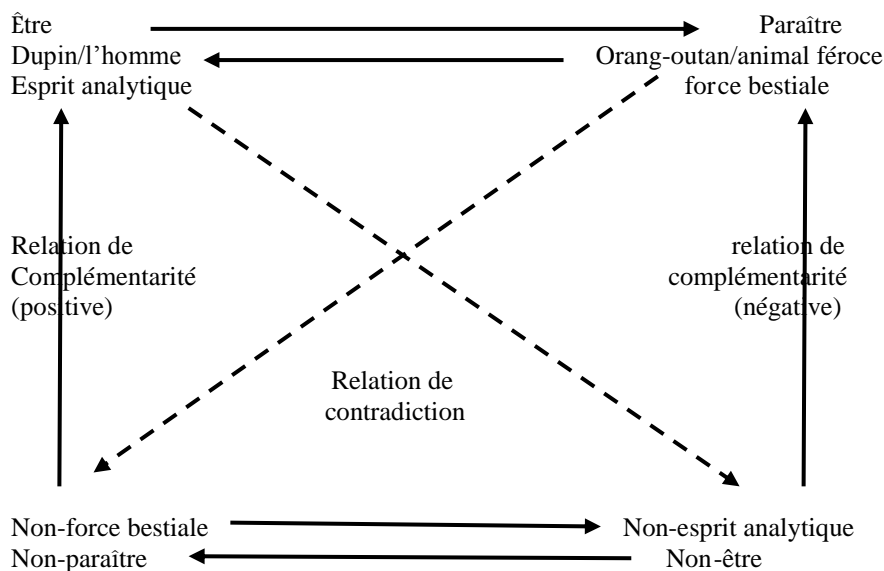 Être
Paraître
Dupin/l’homme
Orang-outan/animal féroce
Esprit analytique
force bestiale
Relation de
Complémentarité
(positive)
relation de
complémentarité
(négative)
Relation de
contradiction
Non-force bestiale
Non-esprit analytique
Non-paraître
Non-être